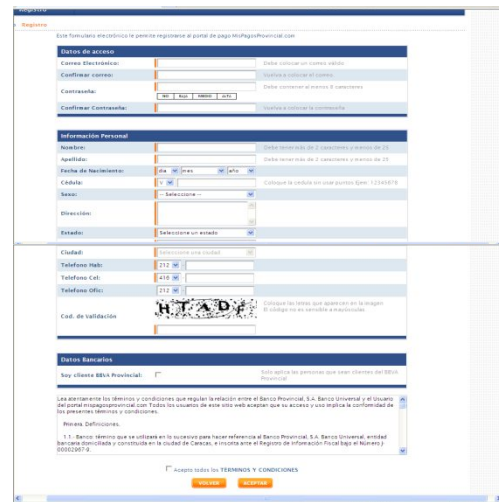 Registro
Registro
Este formulario electrónico le permite registrarse al portal de pago MisPagosProvincial.com
Datos de acceso
Correo Electrónico: Debe colocar un correo válido
Confirmar correo: Vuelva a colocar el correo
Contraseña: Debe contener al menos 8 caracteres
NO Baja MEDIO ALTA
Confirmar Contraseña: Vuelva a colocar la contraseña
Información Personal
Nombre: Debe tener más de 2 caracteres y menos de 25
Apellido: Debe tener más de 2 caracteres y menos de 25
Fecha de Nacimiento: día mes año
Cédula: V - Coloque la cédula sin usar puntos Ejem: 12345678
Sexo: -- Seleccione --
Dirección:
Estado: Seleccione un estado
Ciudad: Seleccione una ciudad
Telefono Hab: 212 -
Telefono Cel: 416 -
Telefono Ofic: 212 -
Cod. de Validación Coloque las letras que aparecen en la imagen
El código no es sensible a mayúsculas
Datos Bancarios
Soy cliente BBVA Provincial: Solo aplica las personas que sean clientes del BBVA
Provincial
Lea atentamente los términos y condiciones que regulan la relación entre el Banco Provincial, S.A. Banco Universal y el Usuario
del portal mispagosprovincial.com Todos los usuarios de este sitio web aceptan que su acceso y uso implica la conformidad de
los presentes términos y condiciones.
Primera. Definiciones.
1.1.- Banco: término que se utilizará en lo sucesivo para hacer referencia al Banco Provincial, S.A. Banco Universal, entidad
bancaria domiciliada y constituida en la ciudad de Caracas, e inscrita ante el Registro de Información Fiscal bajo el Número J-
00002967-9.
Acepto todos los TÉRMINOS Y CONDICIONES
VOLVER ACEPTAR